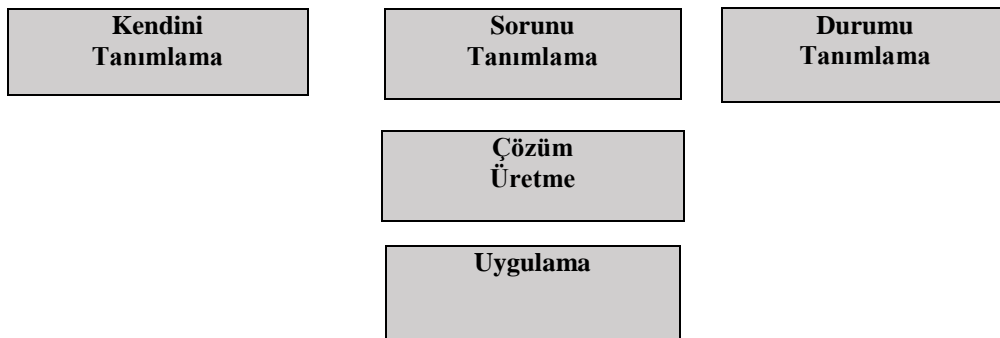 Kendini
Tanımlama
Sorunu
Tanımlama
Durumu
Tanımlama
Çözüm
Üretme
Uygulama